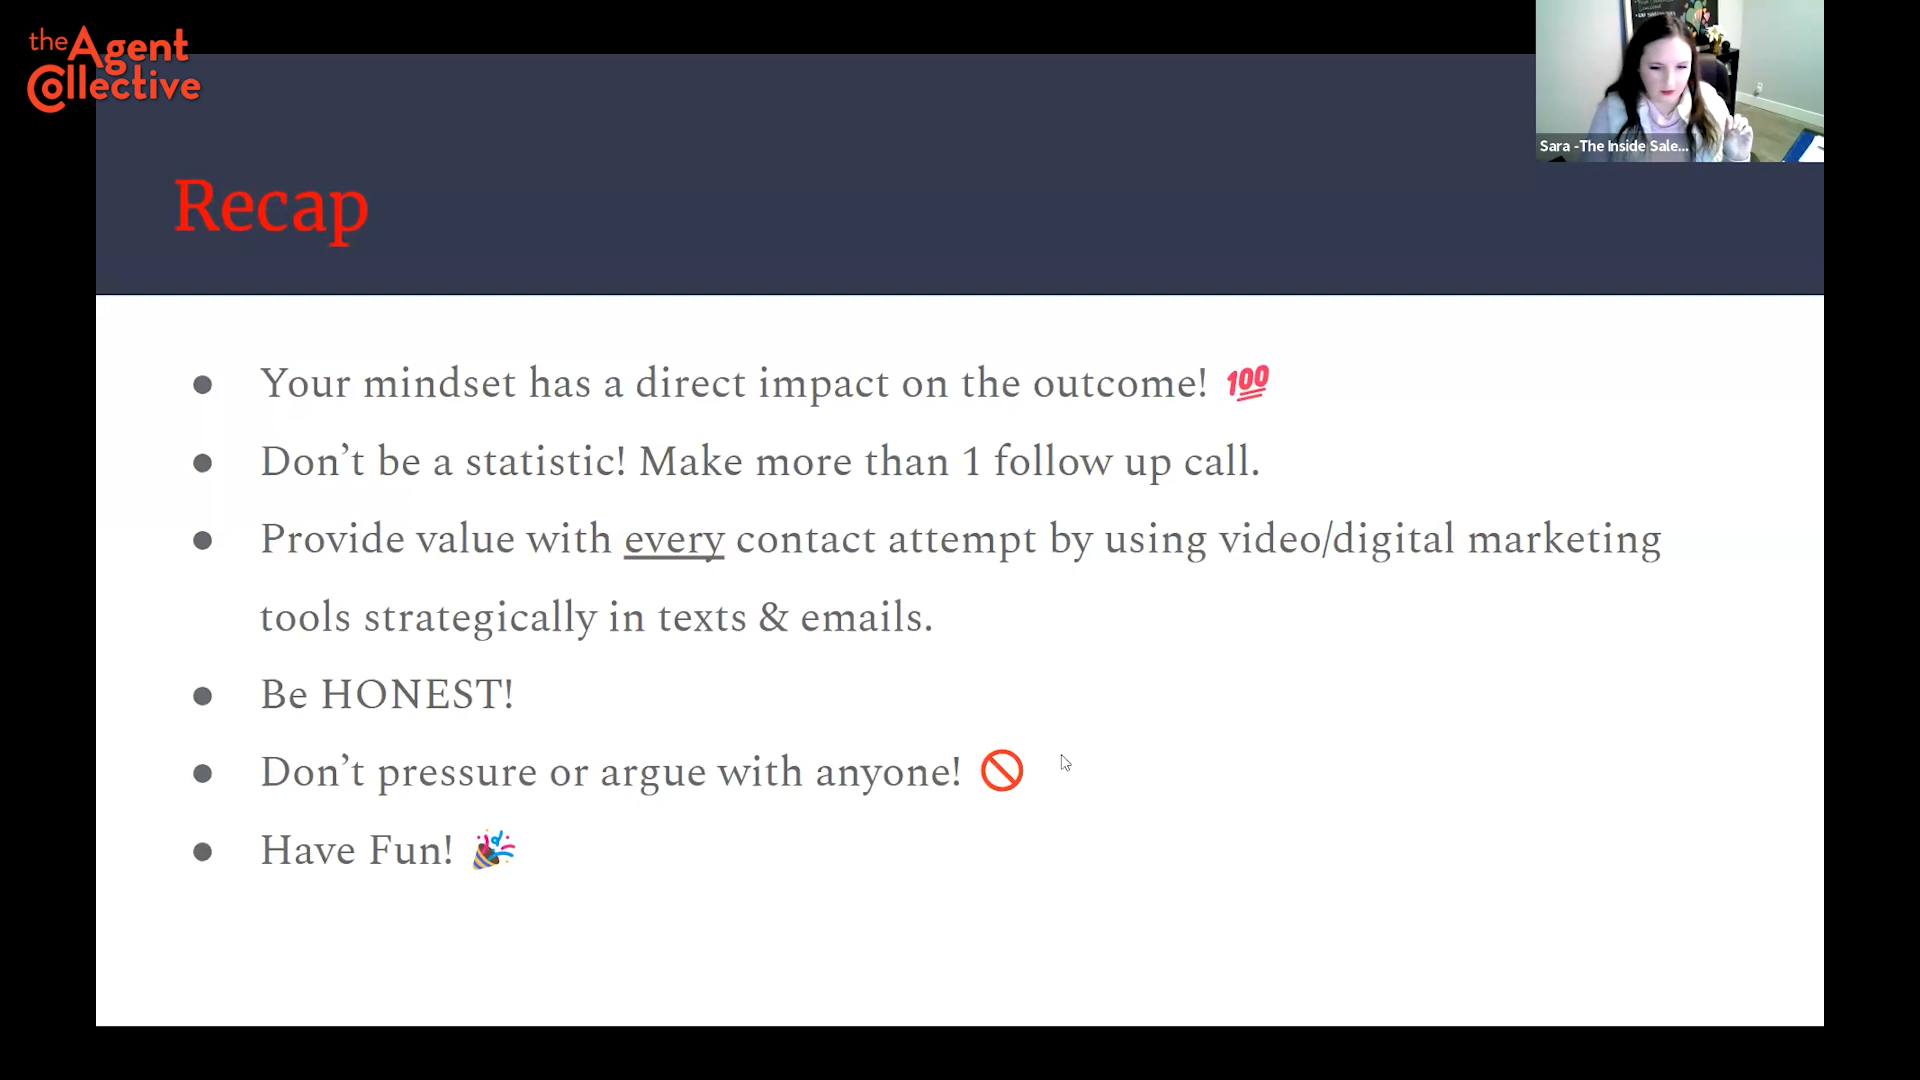 the Agent
Collective
Sara -The Inside Sale...
Recap
● Your mindset has a direct impact on the outcome! 💯
● Don’t be a statistic! Make more than 1 follow up call.
● Provide value with every contact attempt by using video/digital marketing
tools strategically in texts & emails.
● Be HONEST!
● Don’t pressure or argue with anyone! 🚫
● Have Fun! 🎉